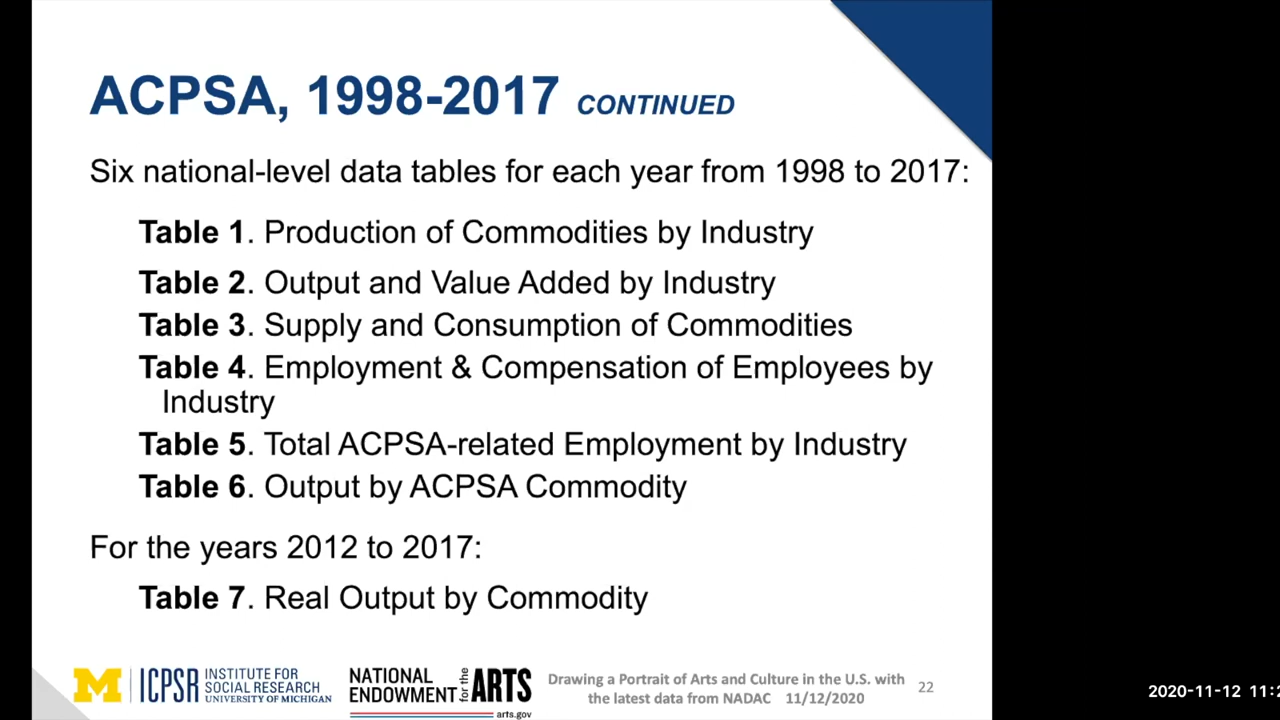 ACPSA, 1998-2017 CONTINUED
Six national-level data tables for each year from 1998 to 2017:
Table 1. Production of Commodities by Industry
Table 2. Output and Value Added by Industry
Table 3. Supply and Consumption of Commodities
Table 4. Employment & Compensation of Employees by
Industry
Table 5. Total ACPSA-related Employment by Industry
Table 6. Output by ACPSA Commodity
For the years 2012 to 2017:
Table 7. Real Output by Commodity
M ICPSR INSTITUTE FOR
SOCIAL RESEARCH
UNIVERSITY OF MICHIGAN
NATIONAL
ENDOWMENT for the ARTS
arts.gov
Drawing a Portrait of Arts and Culture in the U.S. with
the latest data from NADAC 11/12/2020
22
2020-11-12 11:2